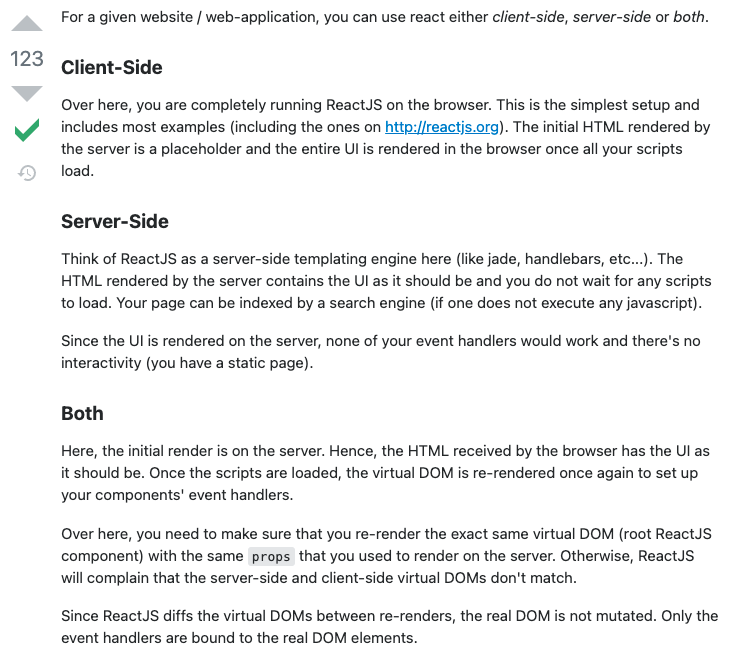 For a given website / web-application, you can use react either client-side, server-side or both.
123
Client-Side
Over here, you are completely running ReactJS on the browser. This is the simplest setup and
includes most examples (including the ones on http://reactjs.org). The initial HTML rendered by
the server is a placeholder and the entire UI is rendered in the browser once all your scripts
load.
Server-Side
Think of ReactJS as a server-side templating engine here (like jade, handlebars, etc...). The
HTML rendered by the server contains the UI as it should be and you do not wait for any scripts
to load. Your page can be indexed by a search engine (if one does not execute any javascript).
Since the UI is rendered on the server, none of your event handlers would work and there's no
interactivity (you have a static page).
Both
Here, the initial render is on the server. Hence, the HTML received by the browser has the UI as
it should be. Once the scripts are loaded, the virtual DOM is re-rendered once again to set up
your components' event handlers.
Over here, you need to make sure that you re-render the exact same virtual DOM (root ReactJS
component) with the same props that you used to render on the server. Otherwise, ReactJS
will complain that the server-side and client-side virtual DOMs don't match.
Since ReactJS diffs the virtual DOMs between re-renders, the real DOM is not mutated. Only the
event handlers are bound to the real DOM elements.